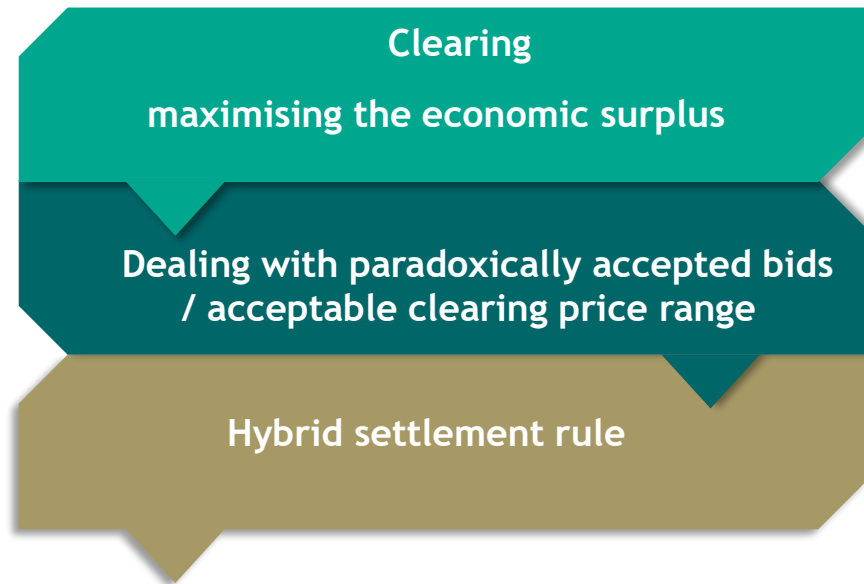 Clearing
maximising the economic surplus
Dealing with paradoxically accepted bids
/ acceptable clearing price range
Hybrid settlement rule